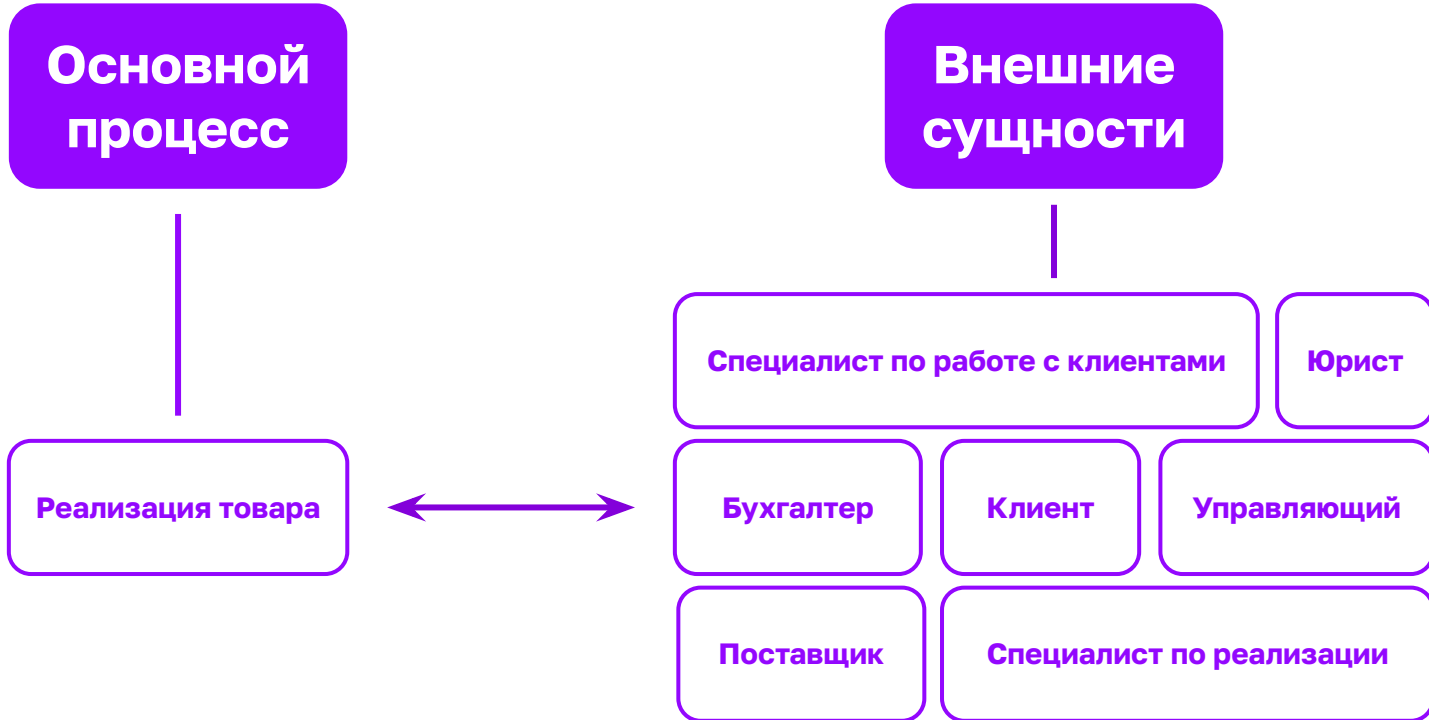 Основной
процесс
Внешние
сущности
Специалист по работе с клиентами
Юрист
Реализация товара
Бухгалтер
Клиент
Управляющий
Поставщик
Специалист по реализации